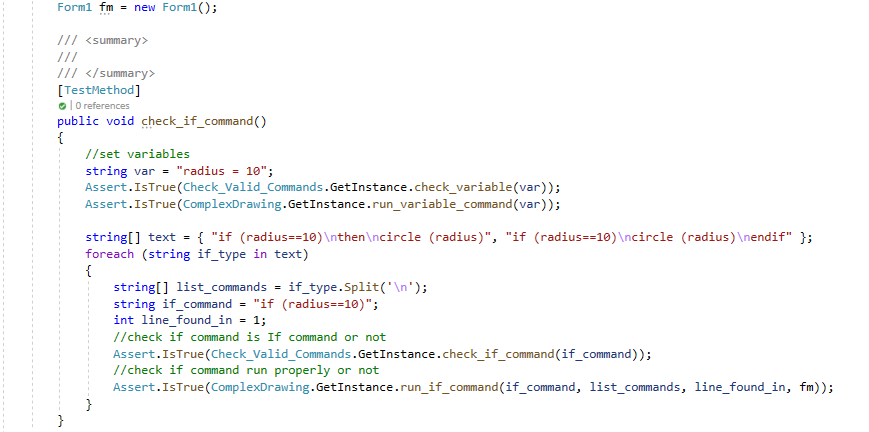 Form1 fm = new Form1();
/// <summary>
///
/// </summary>
[TestMethod]
| 0 references
public void check_if_command()
{
//set variables
string var = "radius = 10";
Assert.IsTrue(Check_Valid_Commands.GetInstance.check_variable(var));
Assert.IsTrue(ComplexDrawing.GetInstance.run_variable_command(var));
string[] text = { "if (radius==10)\nthen\ncircle (radius)", "if (radius==10)\ncircle (radius)\nendif" };
foreach (string if_type in text)
{
string[] list_commands = if_type.Split('\n');
string if_command = "if (radius==10)";
int line_found_in = 1;
//check if command is If command or not
Assert.IsTrue(Check_Valid_Commands.GetInstance.check_if_command(if_command));
//check if command run properly or not
Assert.IsTrue(ComplexDrawing.GetInstance.run_if_command(if_command, list_commands, line_found_in, fm));
}
}